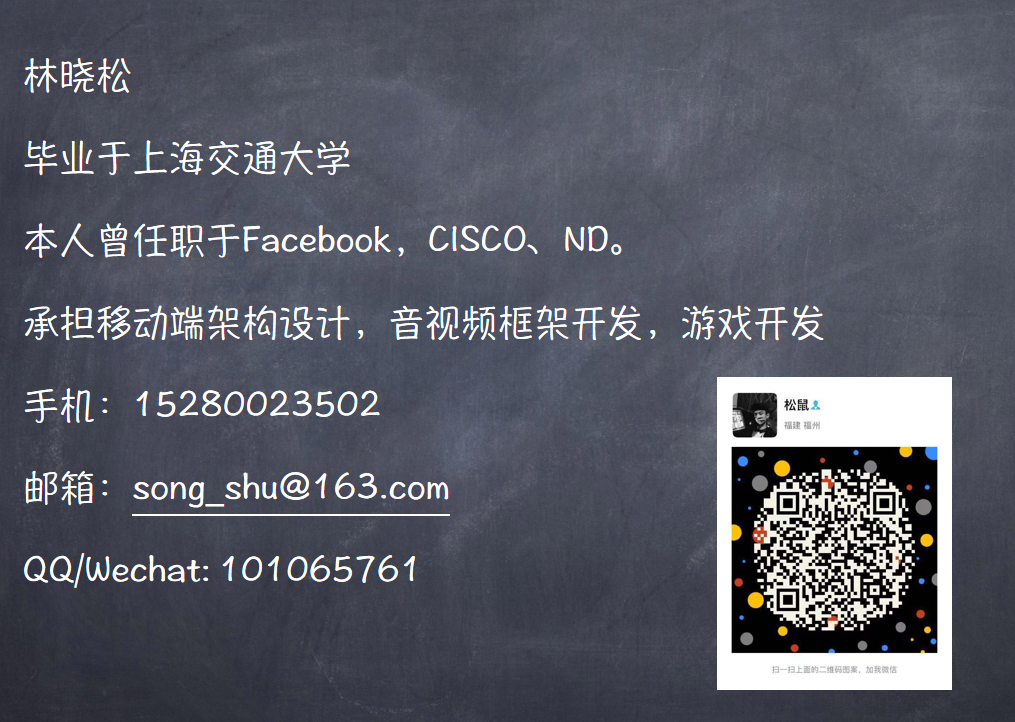 林晓松
毕业于上海交通大学
本人曾任职于Facebook，CISCO、ND。
承担移动端架构设计，音视频框架开发，游戏开发
手机：15280023502
邮箱：song_shu@163.com
QQ/Wechat: 101065761
松鼠
福建 福州
扫一扫上面的二维码图案，加我微信